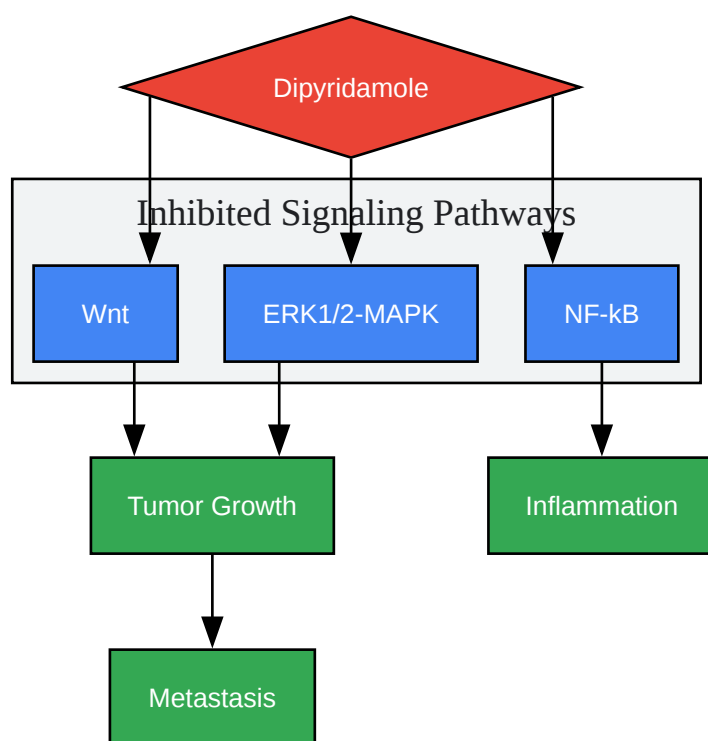 Dipyridamole
Inhibited Signaling Pathways
Wnt
ERK1/2-MAPK
NF-kB
Tumor Growth
Inflammation
Metastasis